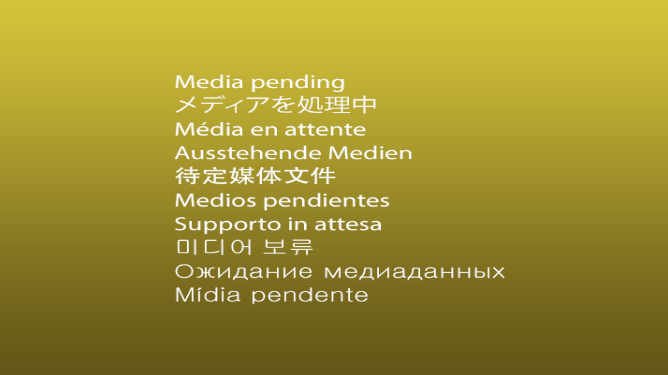 Media pending
メディアを処理中
Média en attente
Ausstehende Medien
待定媒体文件
Medios pendientes
Supporto in attesa
미디어 보류
Ожидание медиаданных
Mídia pendente